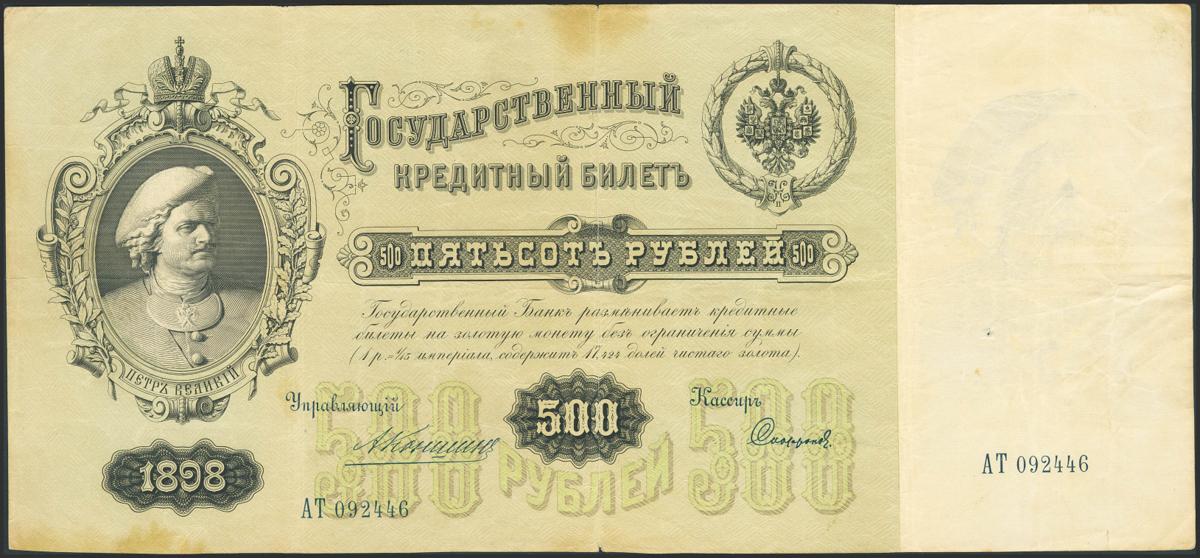 Государственный
кредитный билетъ
500 пятьсотъ рублей 500
Государственный Банкъ размѣниваетъ кредитные
билеты на золотую монету безъ ограниченія суммы
(1 р. = 1/15 имперіала, содержитъ 17,424 долей чистаго золота).
Петръ Великій
Управляющій
500
Кассиръ
500 500
рублей
1898
АТ 092446
АТ 092446